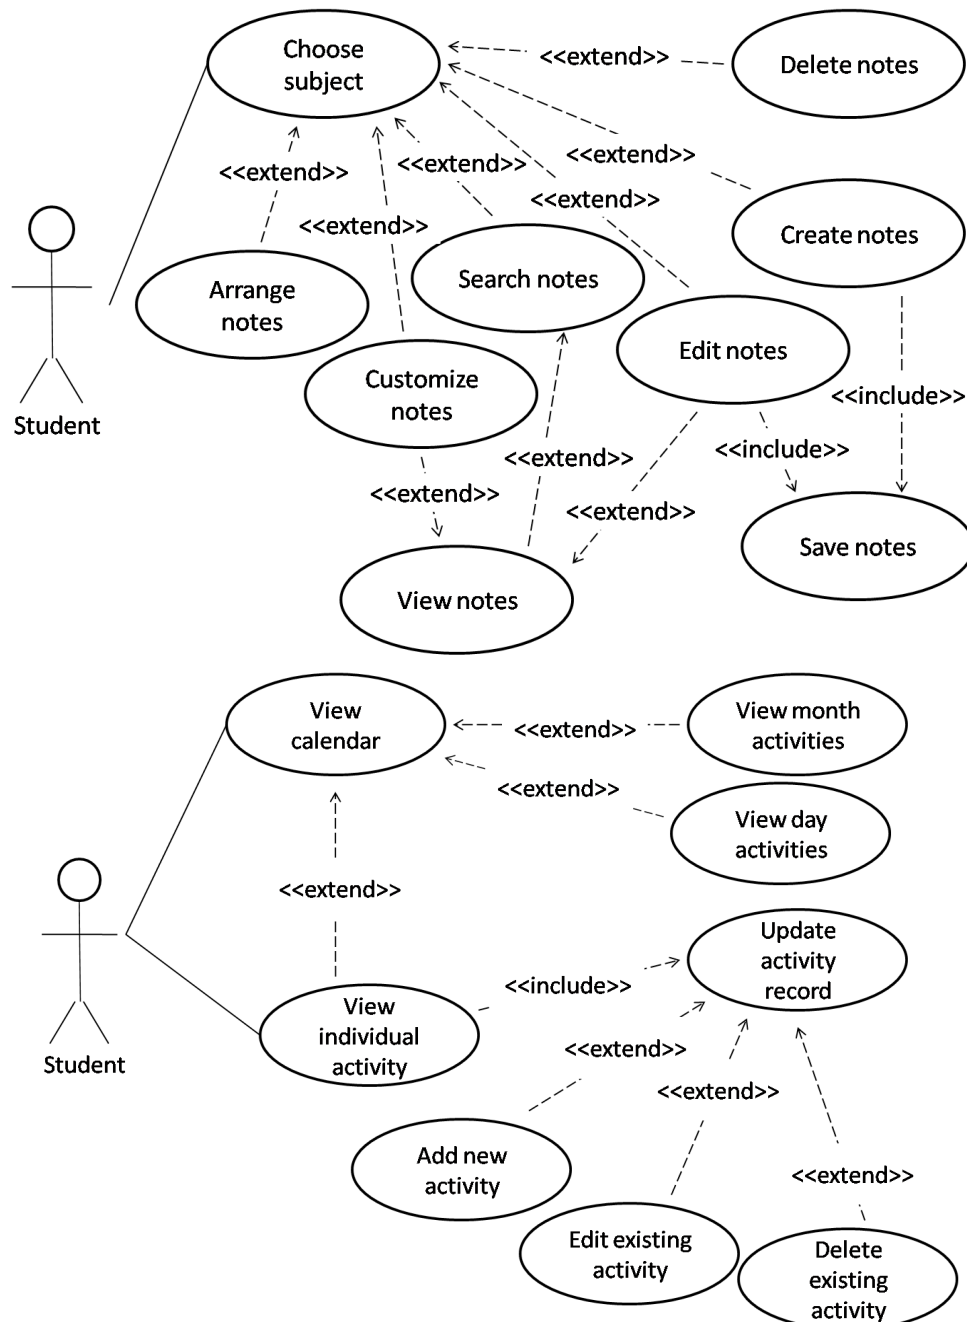 Choose
subject
<<extend>>
Delete notes
<<extend>>
<<extend>>
<<extend>>
<<extend>>
<<extend>>
Create notes
Arrange
notes
Search notes
Edit notes
Customize
notes
<<include>>
<<include>>
<<extend>>
<<extend>>
<<extend>>
Student
Save notes
View notes
View
calendar
<<extend>>
View month
activities
<<extend>>
View day
activities
<<extend>>
Update
activity
record
<<include>>
View
individual
activity
Student
<<extend>>
<<extend>>
<<extend>>
Add new
activity
Edit existing
activity
Delete
existing
activity